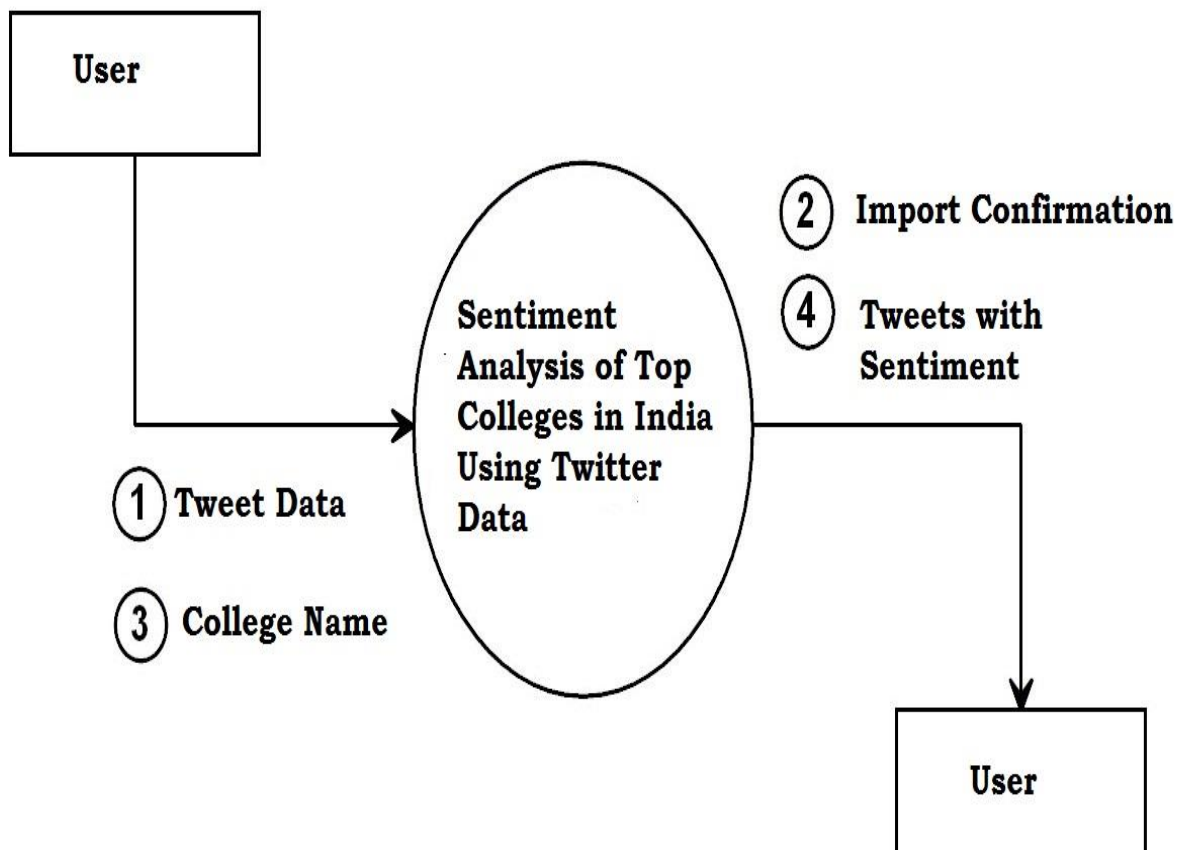 User
2 Import Confirmation
4 Tweets with
Sentiment
Sentiment
Analysis of Top
Colleges in India
Using Twitter
Data
1 Tweet Data
3 College Name
User